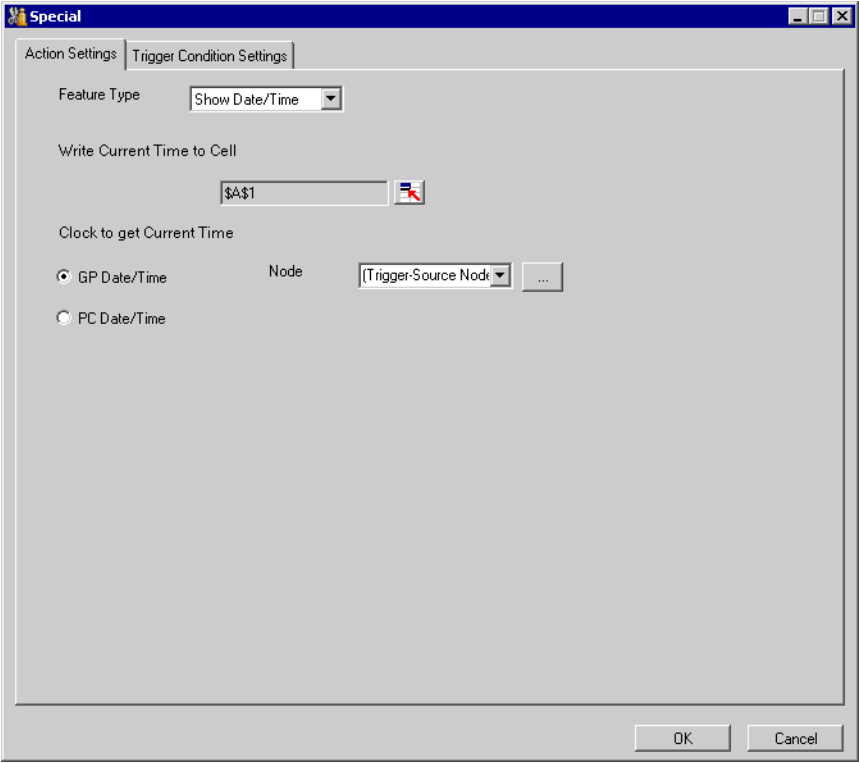 Special
Action Settings Trigger Condition Settings
Feature Type Show Date/Time
Write Current Time to Cell
$A$1
Clock to get Current Time
GP Date/Time Node (Trigger-Source Node ...
PC Date/Time
OK Cancel